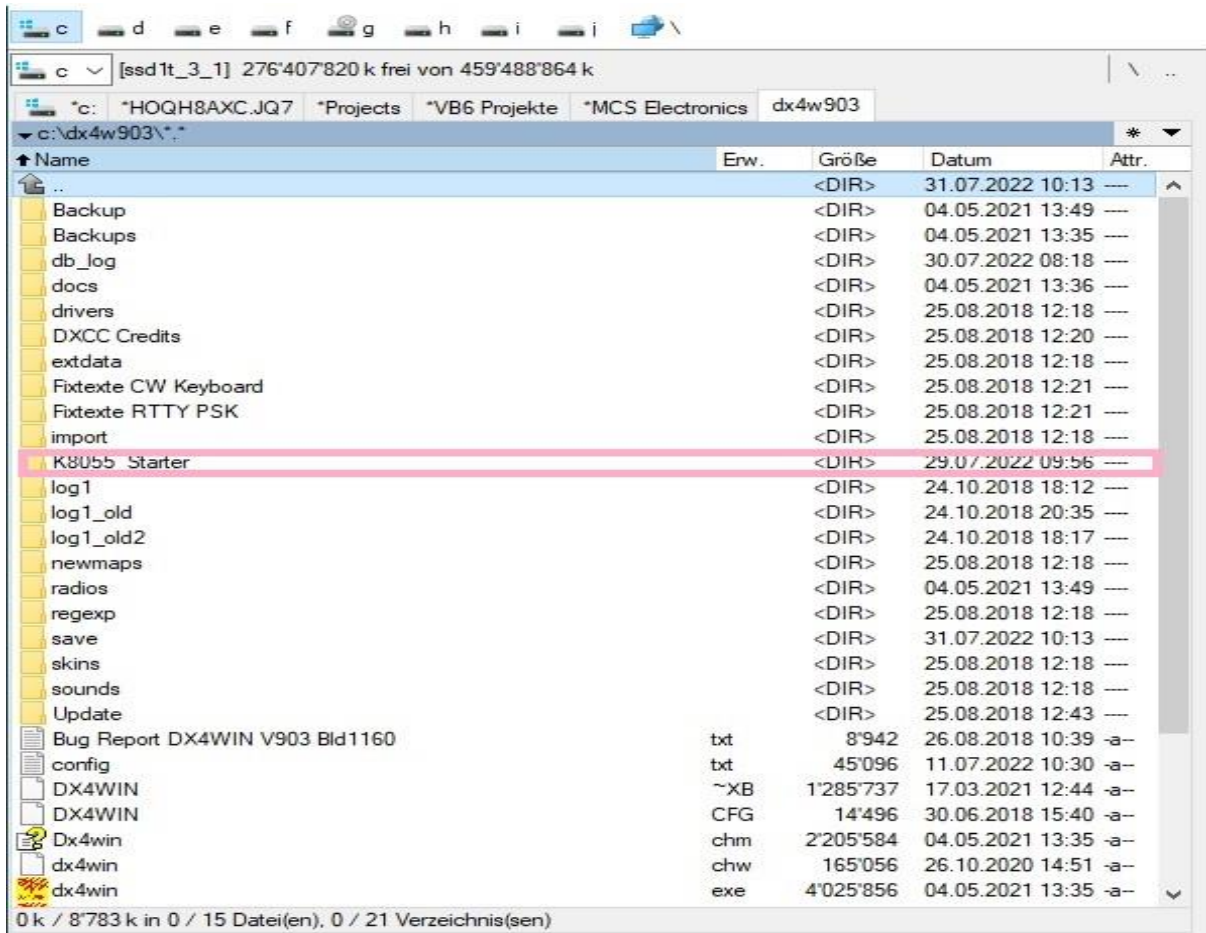 c d e f g h i j \
c [ssd1t_3_1] 276'407'820 k frei von 459'488'864 k \ ..
*c: *HOQH8AXC.JQ7 *Projects *VB6 Projekte *MCS Electronics dx4w903
c:\dx4w903\*.* *
Name Erw. Größe Datum Attr.
.. <DIR> 31.07.2022 10:13 ----
Backup <DIR> 04.05.2021 13:49 ----
Backups <DIR> 04.05.2021 13:35 ----
db_log <DIR> 30.07.2022 08:18 ----
docs <DIR> 04.05.2021 13:36 ----
drivers <DIR> 25.08.2018 12:18 ----
DXCC Credits <DIR> 25.08.2018 12:20 ----
extdata <DIR> 25.08.2018 12:18 ----
Fixtexte CW Keyboard <DIR> 25.08.2018 12:21 ----
Fixtexte RTTY PSK <DIR> 25.08.2018 12:21 ----
import <DIR> 25.08.2018 12:18 ----
K8055_Starter <DIR> 29.07.2022 09:56 ----
log1 <DIR> 24.10.2018 18:12 ----
log1_old <DIR> 24.10.2018 20:35 ----
log1_old2 <DIR> 24.10.2018 18:17 ----
newmaps <DIR> 25.08.2018 12:18 ----
radios <DIR> 04.05.2021 13:49 ----
regexp <DIR> 25.08.2018 12:18 ----
save <DIR> 31.07.2022 10:13 ----
skins <DIR> 25.08.2018 12:18 ----
sounds <DIR> 25.08.2018 12:18 ----
Update <DIR> 25.08.2018 12:43 ----
Bug Report DX4WIN V903 Bld1160 txt 8'942 26.08.2018 10:39 -a--
config txt 45'096 11.07.2022 10:30 -a--
DX4WIN ~XB 1'285'737 17.03.2021 12:44 -a--
DX4WIN CFG 14'496 30.06.2018 15:40 -a--
Dx4win chm 2'205'584 04.05.2021 13:35 -a--
dx4win chw 165'056 26.10.2020 14:51 -a--
dx4win exe 4'025'856 04.05.2021 13:35 -a--
0 k / 8'783 k in 0 / 15 Datei(en), 0 / 21 Verzeichnis(sen)